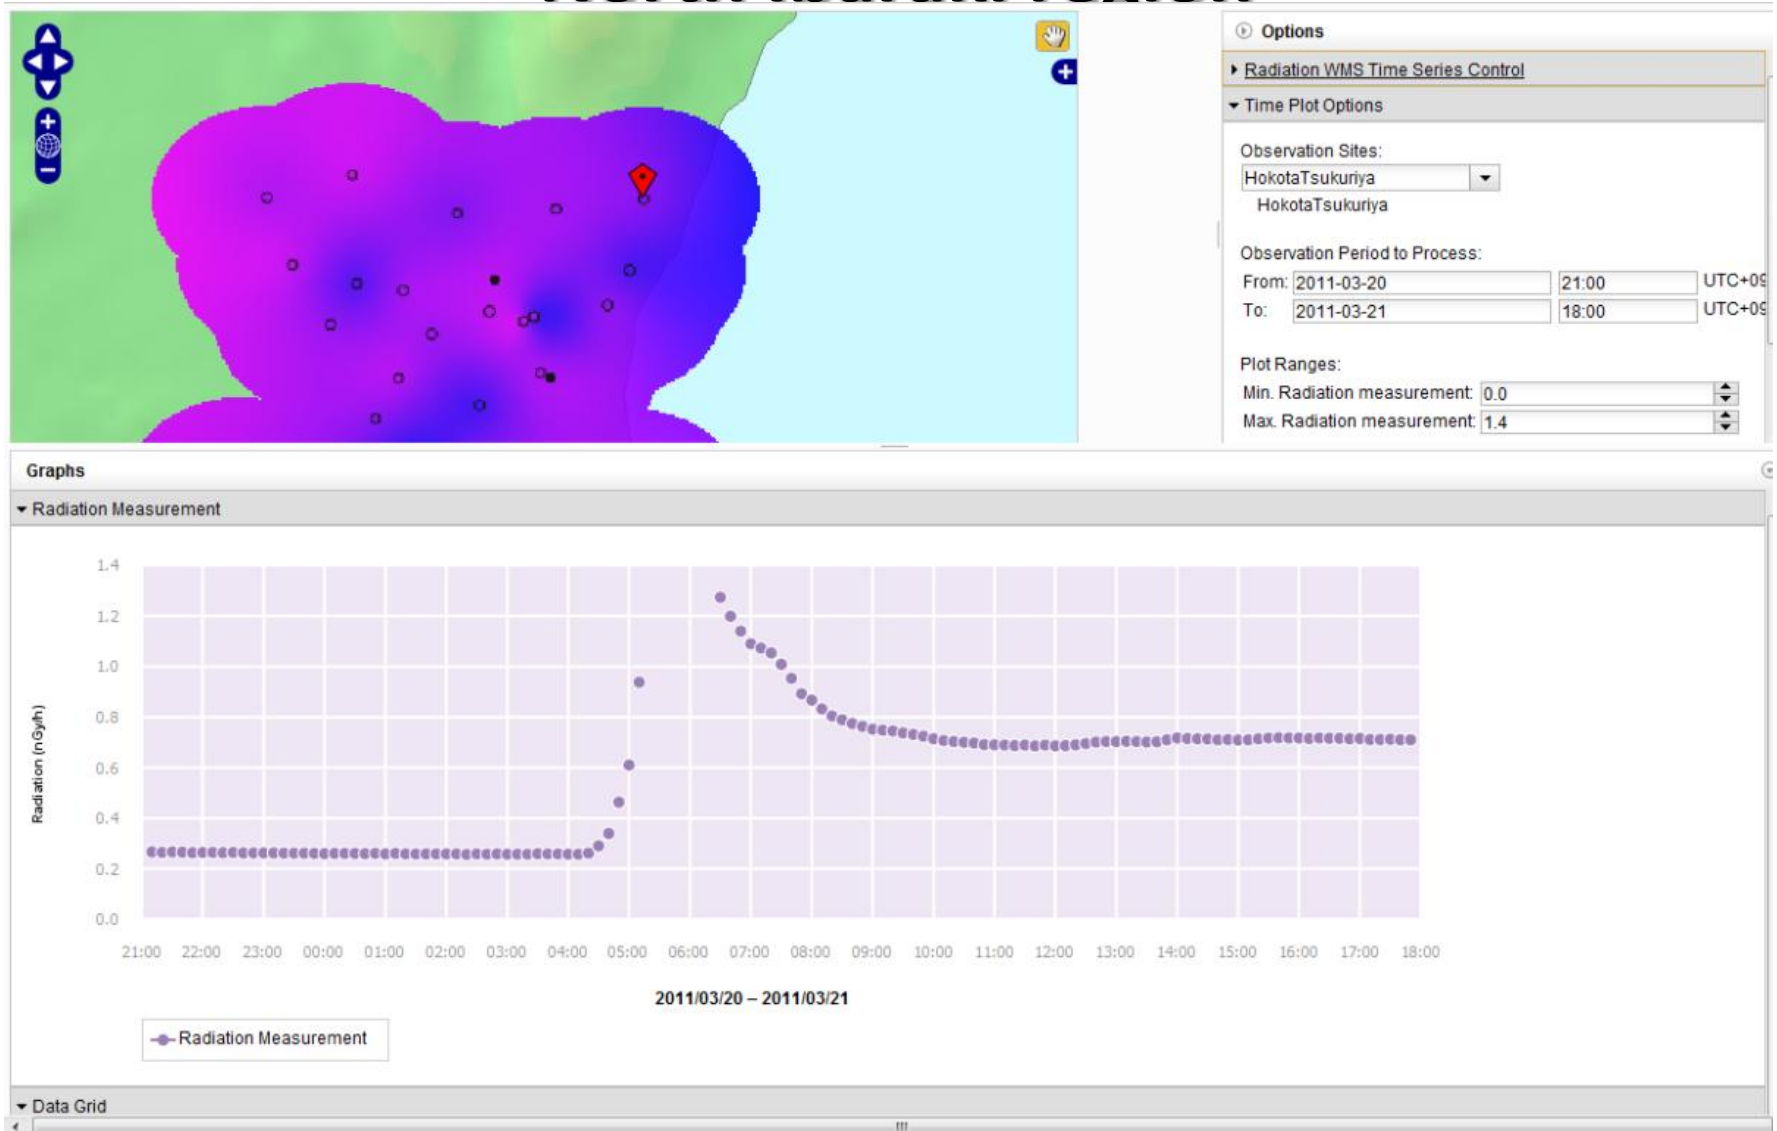 Options
Radiation WMS Time Series Control
Time Plot Options
Observation Sites:
HokotaTsukuriya
HokotaTsukuriya
Observation Period to Process:
From: 2011-03-20 21:00 UTC+09
To: 2011-03-21 18:00 UTC+09
Plot Ranges:
Min. Radiation measurement: 0.0
Max. Radiation measurement: 1.4
Graphs
Radiation Measurement
1.4
1.2
1.0
0.8
0.6
0.4
0.2
0.0
Radiation (nGy/h)
21:00 22:00 23:00 00:00 01:00 02:00 03:00 04:00 05:00 06:00 07:00 08:00 09:00 10:00 11:00 12:00 13:00 14:00 15:00 16:00 17:00 18:00
2011/03/20 – 2011/03/21
Radiation Measurement
Data Grid